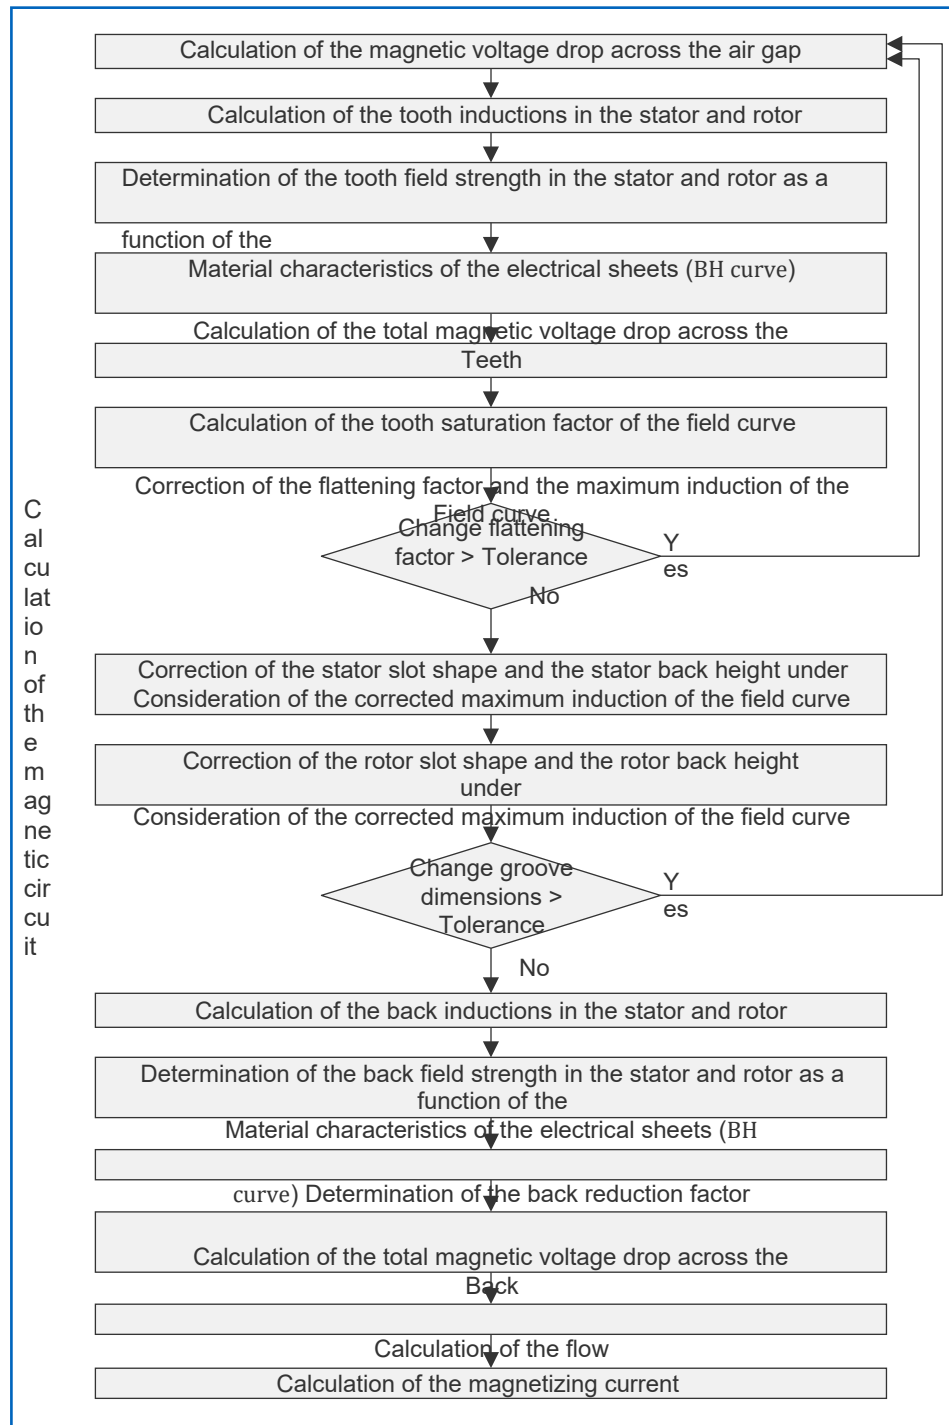 Calculation of the magnetic voltage drop across the air gap
Calculation of the tooth inductions in the stator and rotor
Determination of the tooth field strength in the stator and rotor as a
function of the
Material characteristics of the electrical sheets (BH curve)
Calculation of the total magnetic voltage drop across the
Teeth
Calculation of the tooth saturation factor of the field curve
Correction of the flattening factor and the maximum induction of the
Field curve
Change flattening
factor > Tolerance
Y
es
No
Correction of the stator slot shape and the stator back height under
Consideration of the corrected maximum induction of the field curve
Correction of the rotor slot shape and the rotor back height
under
Consideration of the corrected maximum induction of the field curve
Change groove
dimensions >
Tolerance
Y
es
No
Calculation of the back inductions in the stator and rotor
Determination of the back field strength in the stator and rotor as a
function of the
Material characteristics of the electrical sheets (BH
curve) Determination of the back reduction factor
Calculation of the total magnetic voltage drop across the
Back
Calculation of the flow
Calculation of the magnetizing current
C
al
cu
lat
io
n
of
th
e
m
ag
ne
tic
cir
cu
it